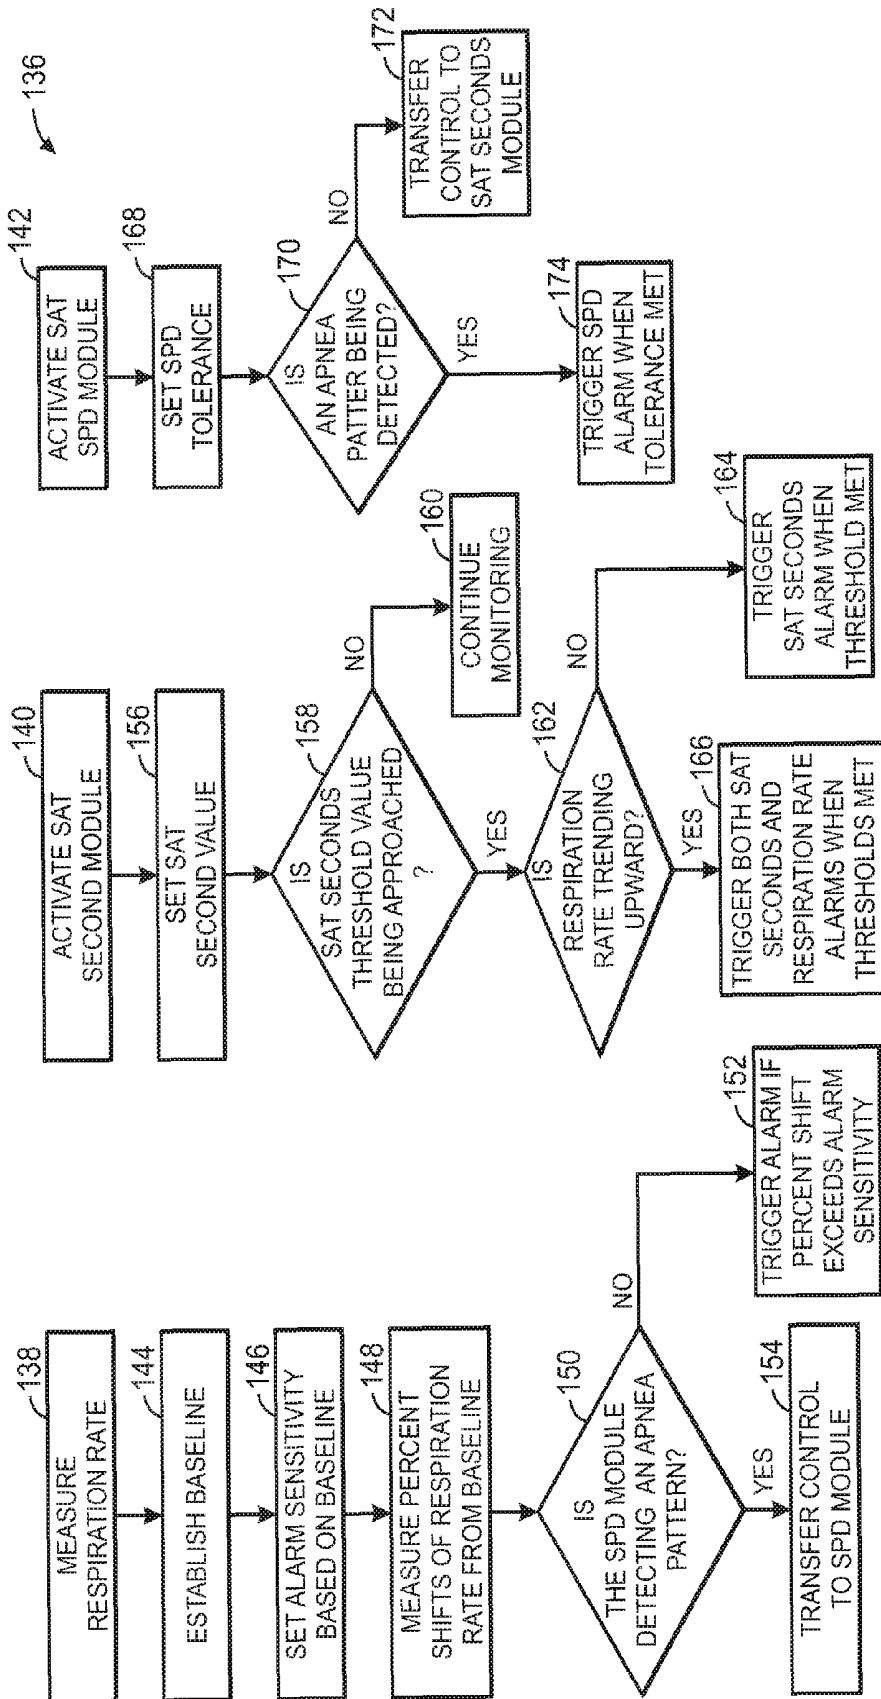 136
138
MEASURE
RESPIRATION RATE
144
ESTABLISH BASELINE
146
SET ALARM SENSITIVITY
BASED ON BASELINE
148
MEASURE PERCENT
SHIFTS OF RESPIRATION
RATE FROM BASELINE
150
IS
THE SPD MODULE
DETECTING AN APNEA
PATTERN?
NO
152
TRIGGER ALARM IF
PERCENT SHIFT
EXCEEDS ALARM
SENSITIVITY
YES
154
TRANSFER CONTROL
TO SPD MODULE
140
ACTIVATE SAT
SECOND MODULE
156
SET SAT
SECOND VALUE
158
IS
SAT SECONDS
THRESHOLD VALUE
BEING APPROACHED
?
NO
160
CONTINUE
MONITORING
YES
162
IS
RESPIRATION
RATE TRENDING
UPWARD?
NO
164
TRIGGER
SAT SECONDS
ALARM WHEN
THRESHOLD MET
YES
166
TRIGGER BOTH SAT
SECONDS AND
RESPIRATION RATE
ALARMS WHEN
THRESHOLDS MET
142
ACTIVATE SAT
SPD MODULE
168
SET SPD
TOLERANCE
170
IS
AN APNEA
PATTER BEING
DETECTED?
NO
172
TRANSFER
CONTROL TO
SAT SECONDS
MODULE
YES
174
TRIGGER SPD
ALARM WHEN
TOLERANCE MET